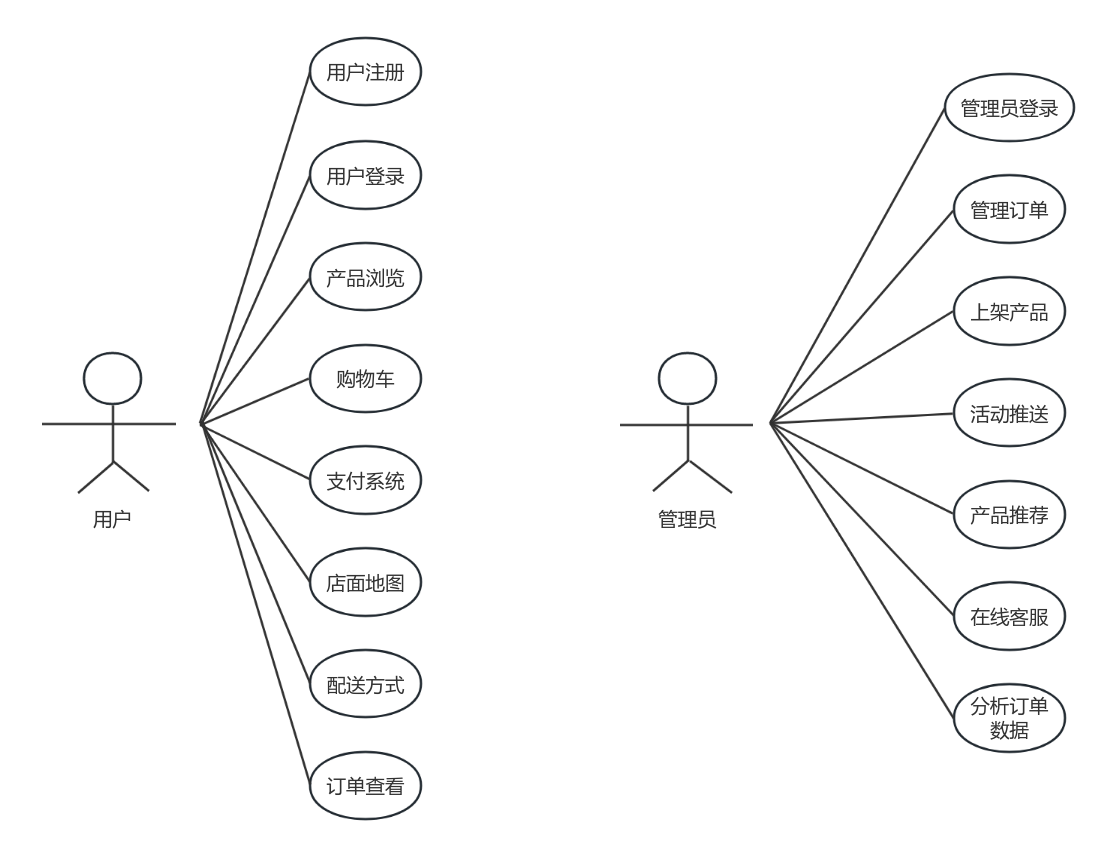 用户注册
用户登录
产品浏览
购物车
支付系统
店面地图
配送方式
订单查看
用户
管理员登录
管理订单
上架产品
活动推送
产品推荐
在线客服
分析订单
数据
管理员